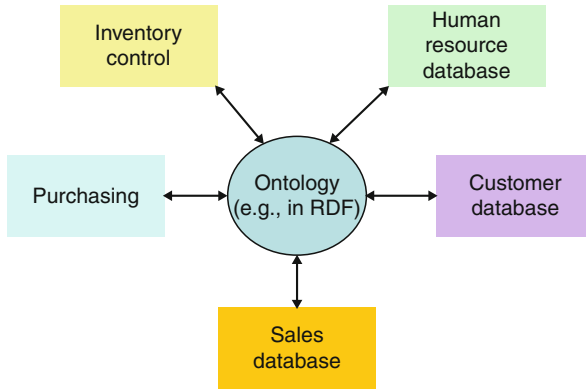 Inventory
control
Human
resource
database
Purchasing
Ontology
(e.g., in RDF)
Customer
database
Sales
database